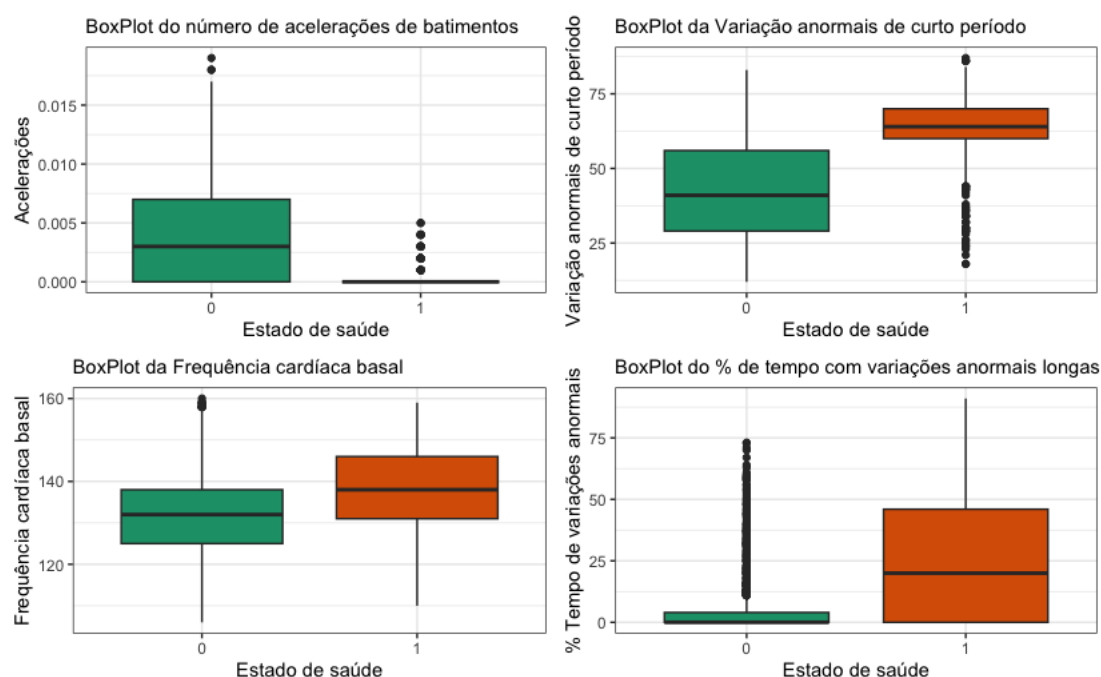 BoxPlot do número de acelerações de batimentos
Acelerações
0.015
0.010
0.005
0.000
0
1
Estado de saúde
BoxPlot da Variação anormais de curto período
Variação anormais de curto período
75
50
25
0
1
Estado de saúde
BoxPlot da Frequência cardíaca basal
Frequência cardíaca basal
160
140
120
0
1
Estado de saúde
BoxPlot do % de tempo com variações anormais longas
% Tempo de variações anormais
75
50
25
0
0
1
Estado de saúde